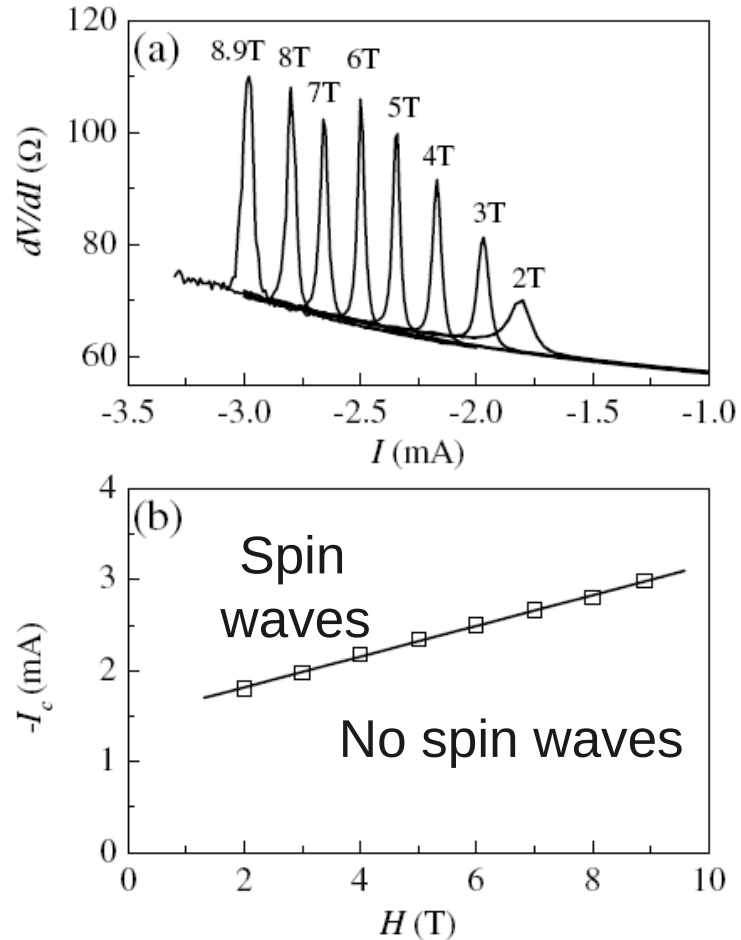 120
(a)
8.9T
8T
7T
6T
5T
4T
3T
2T
100
80
60
dV/dI (Ω)
-3.5 -3.0 -2.5 -2.0 -1.5 -1.0
I (mA)
4
(b)
Spin
waves
3
2
No spin waves
1
0
-Ic (mA)
0 2 4 6 8 10
H (T)